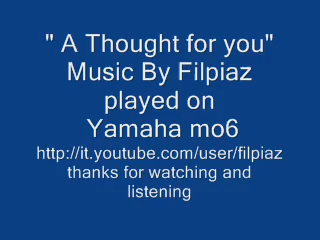 " A Thought for you"
Music By Filpiaz
played on
Yamaha mo6
http://it.youtube.com/user/filpiaz
thanks for watching and
listening